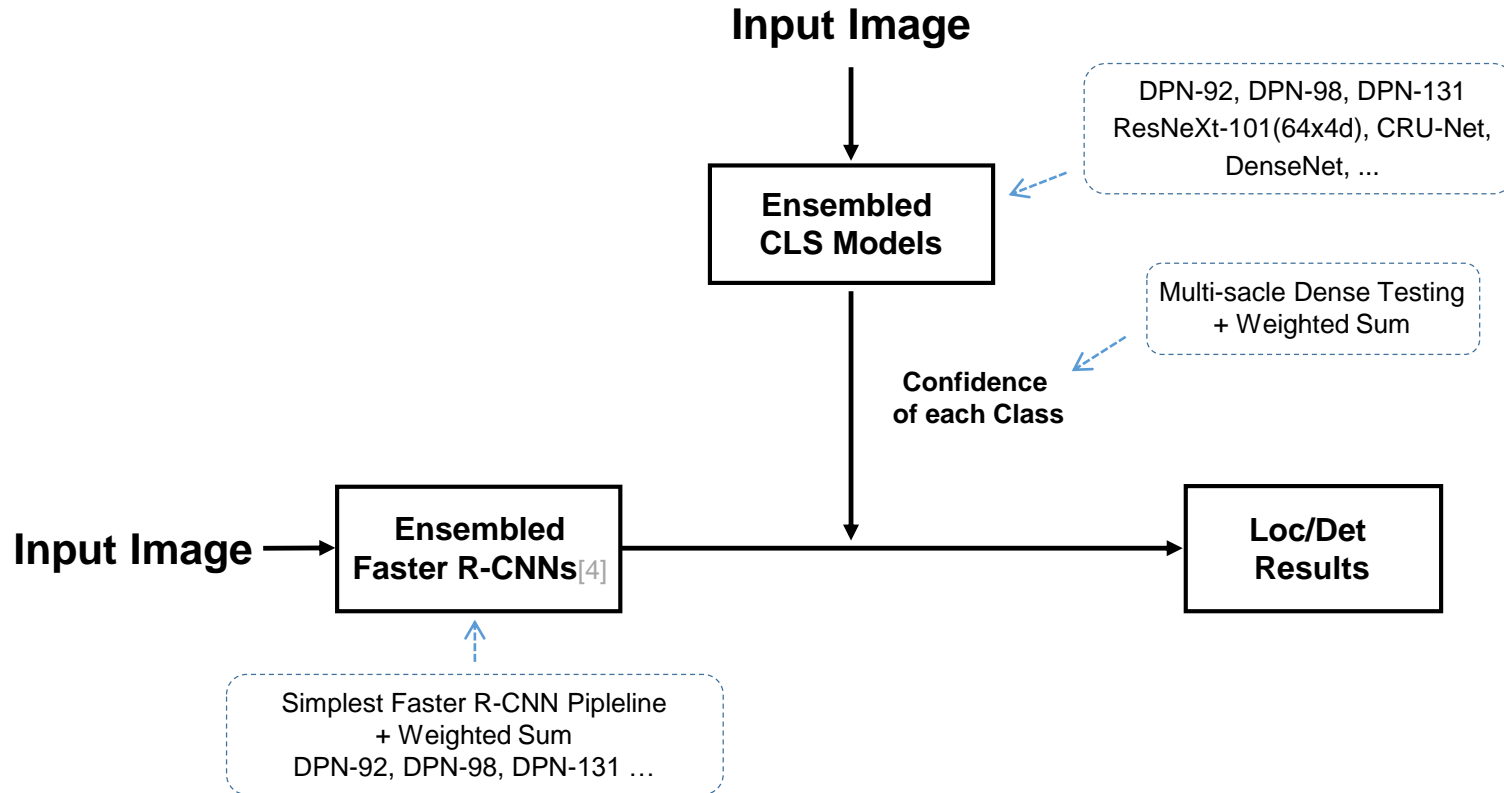 Input Image
DPN-92, DPN-98, DPN-131
ResNeXt-101(64x4d), CRU-Net,
DenseNet, ...
Ensembled
CLS Models
Multi-sacle Dense Testing
+ Weighted Sum
Confidence
of each Class
Input Image
Ensembled
Faster R-CNNs[4]
Loc/Det
Results
Simplest Faster R-CNN Pipleline
+ Weighted Sum
DPN-92, DPN-98, DPN-131 …